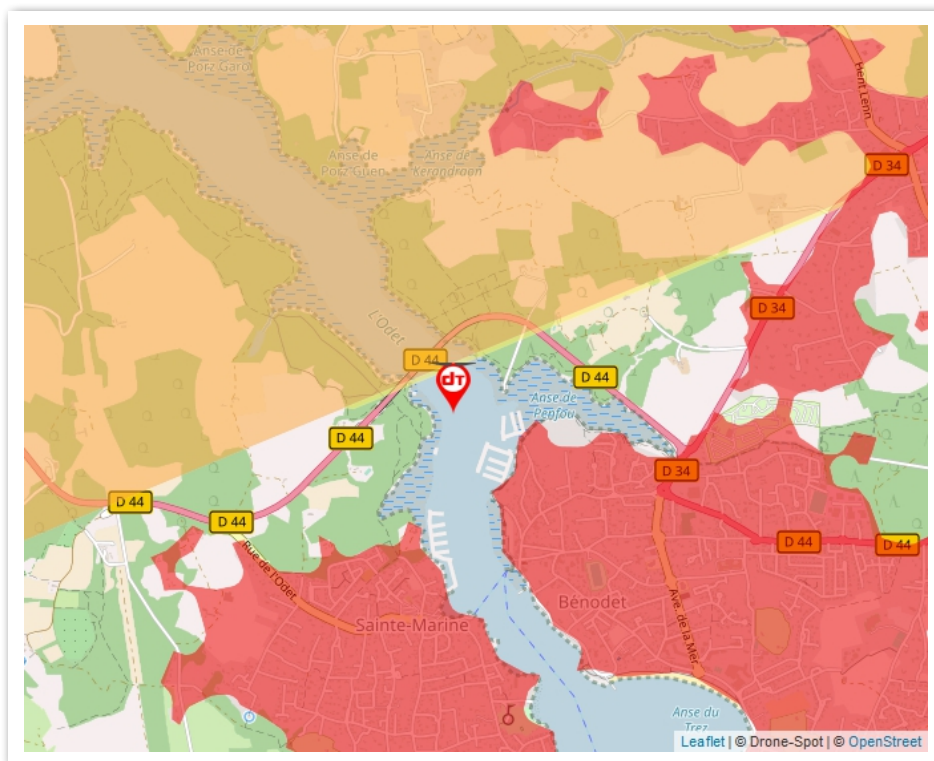 Anse de
Porz Garo
Hent Lenn
Anse de
Porz Guen
Anse de
Kerandraon
D 34
D 34
L'Odet
D 44
dT
D 44
Anse de
Penfou
D 44
D 34
D 44
D 44
Rue de l'Odet
D 44
D 44
Bénodet
Sainte-Marine
Ave. de la Mer
Anse du
Trez
Leaflet | © Drone-Spot | © OpenStreet